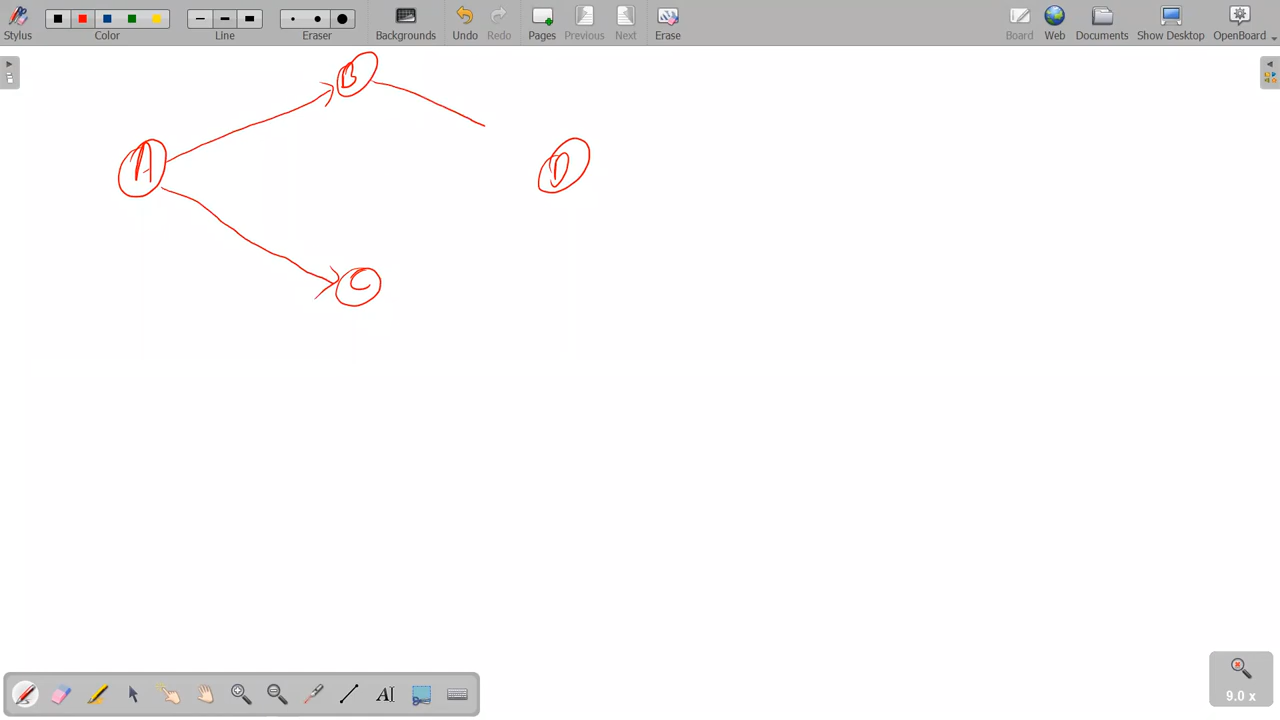 Stylus Color Line Eraser Backgrounds Undo Redo Pages Previous Next Erase Board Web Documents Show Desktop OpenBoard
B
A
D
C
AI
9.0 x